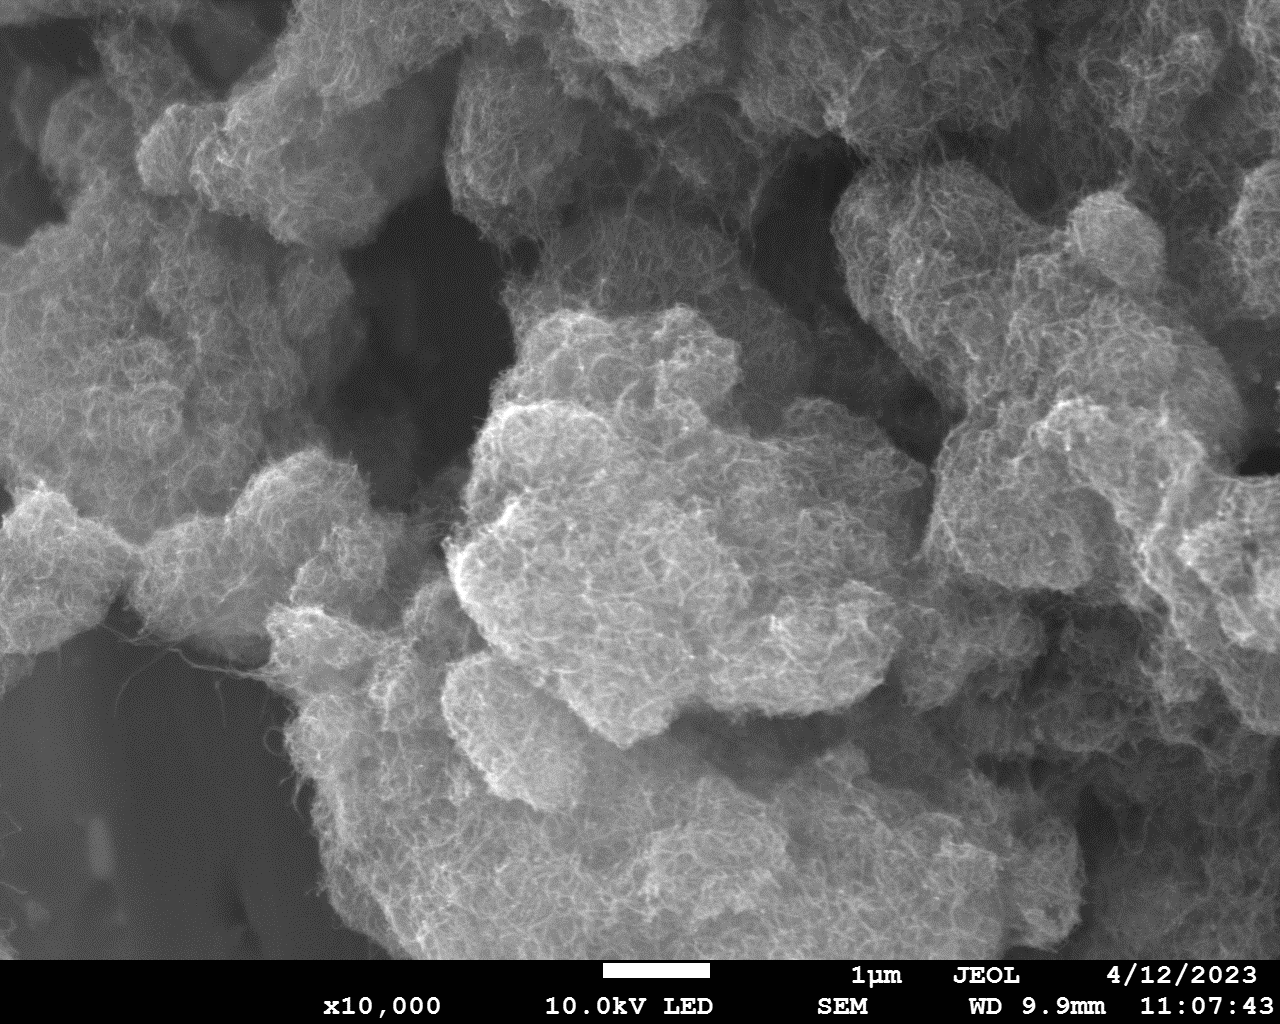 1µm JEOL 4/12/2023
x10,000 10.0kV LED SEM WD 9.9mm 11:07:43